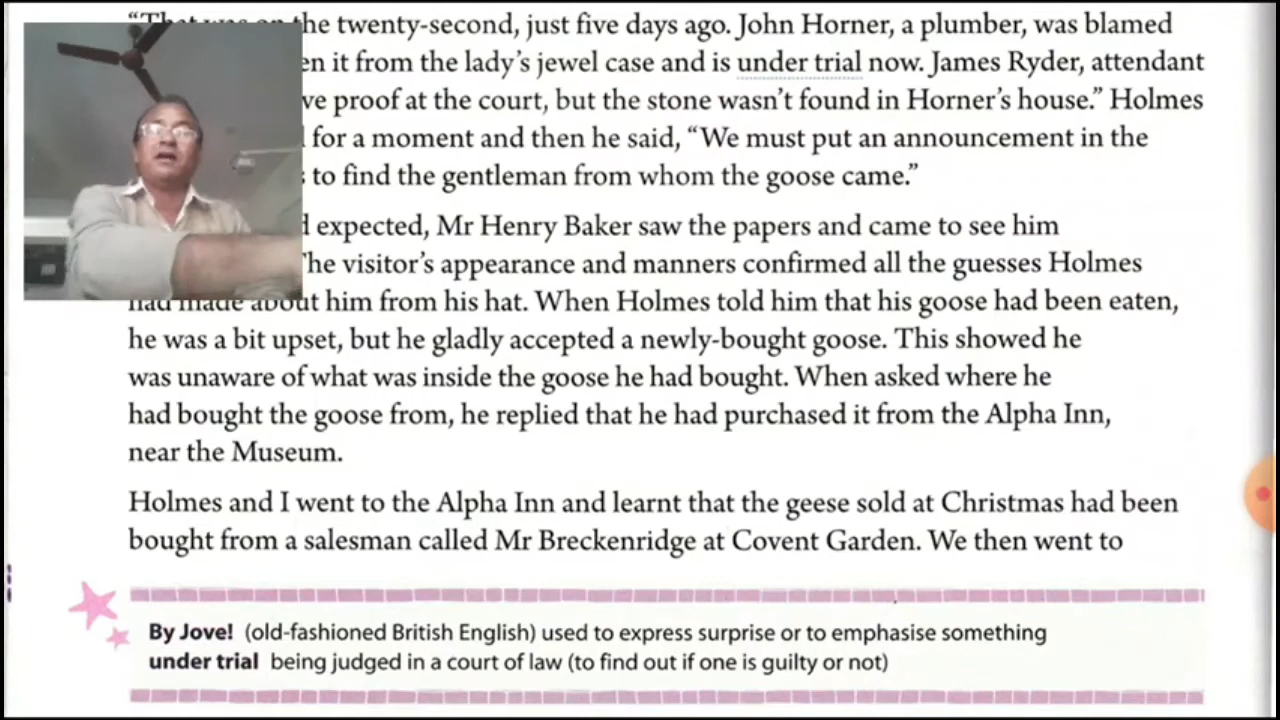 the twenty-second, just five days ago. John Horner, a plumber, was blamed
it from the lady's jewel case and is under trial now. James Ryder, attendant
proof at the court, but the stone wasn't found in Horner's house.” Holmes
for a moment and then he said, “We must put an announcement in the
to find the gentleman from whom the goose came.”
expected, Mr Henry Baker saw the papers and came to see him
The visitor's appearance and manners confirmed all the guesses Holmes
had made about him from his hat. When Holmes told him that his goose had been eaten,
he was a bit upset, but he gladly accepted a newly-bought goose. This showed he
was unaware of what was inside the goose he had bought. When asked where he
had bought the goose from, he replied that he had purchased it from the Alpha Inn,
near the Museum.
Holmes and I went to the Alpha Inn and learnt that the geese sold at Christmas had been
bought from a salesman called Mr Breckenridge at Covent Garden. We then went to
By Jove! (old-fashioned British English) used to express surprise or to emphasise something
under trial being judged in a court of law (to find out if one is guilty or not)